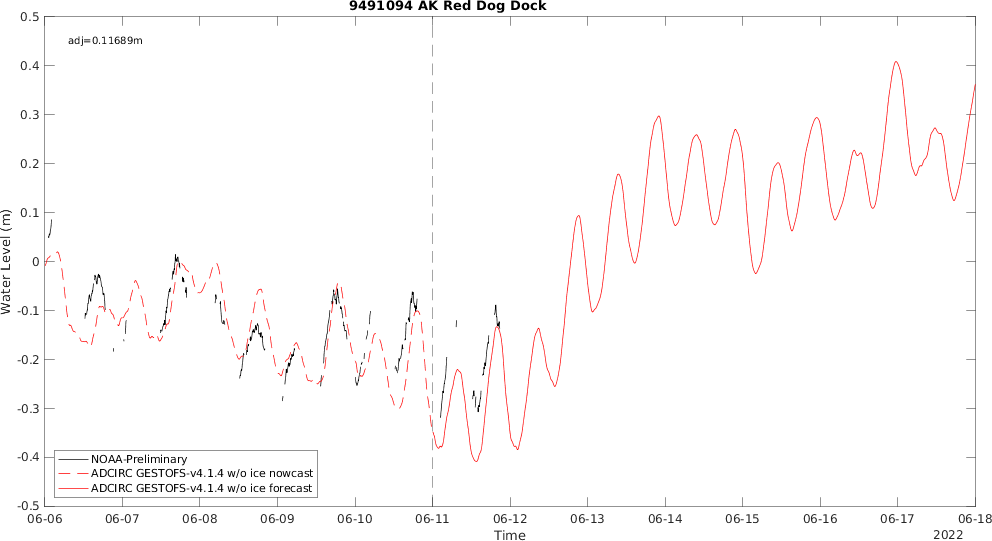 9491094 AK Red Dog Dock
adj=0.11689m
0.5
0.4
0.3
0.2
0.1
0
-0.1
-0.2
-0.3
-0.4
-0.5
Water Level (m)
NOAA-Preliminary
ADCIRC GESTOFS-v4.1.4 w/o ice nowcast
ADCIRC GESTOFS-v4.1.4 w/o ice forecast
06-06 06-07 06-08 06-09 06-10 06-11 06-12 06-13 06-14 06-15 06-16 06-17 06-18
Time
2022